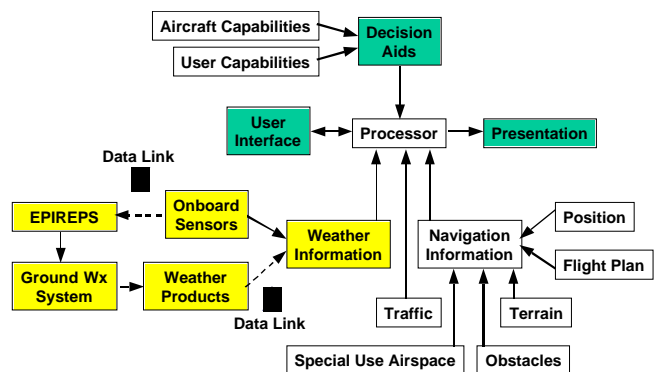 Aircraft Capabilities
User Capabilities
Decision
Aids
User
Interface
Processor
Presentation
Data Link
EPIREPS
Onboard
Sensors
Weather
Information
Navigation
Information
Position
Flight Plan
Ground Wx
System
Weather
Products
Data Link
Traffic
Terrain
Special Use Airspace
Obstacles